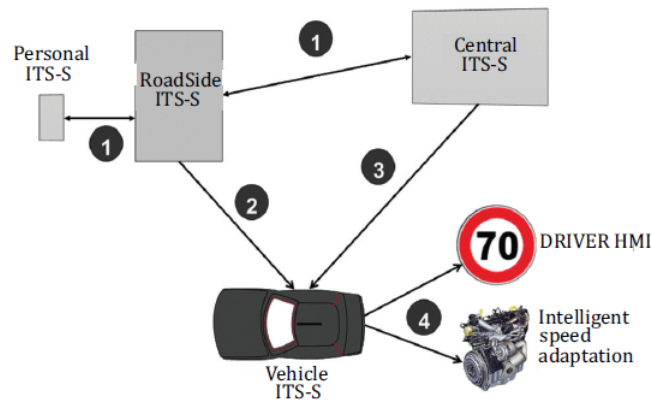 Personal
ITS-S
RoadSide
ITS-S
1
Central
ITS-S
1
2
3
70
DRIVER HMI
4
Intelligent
speed
adaptation
Vehicle
ITS-S